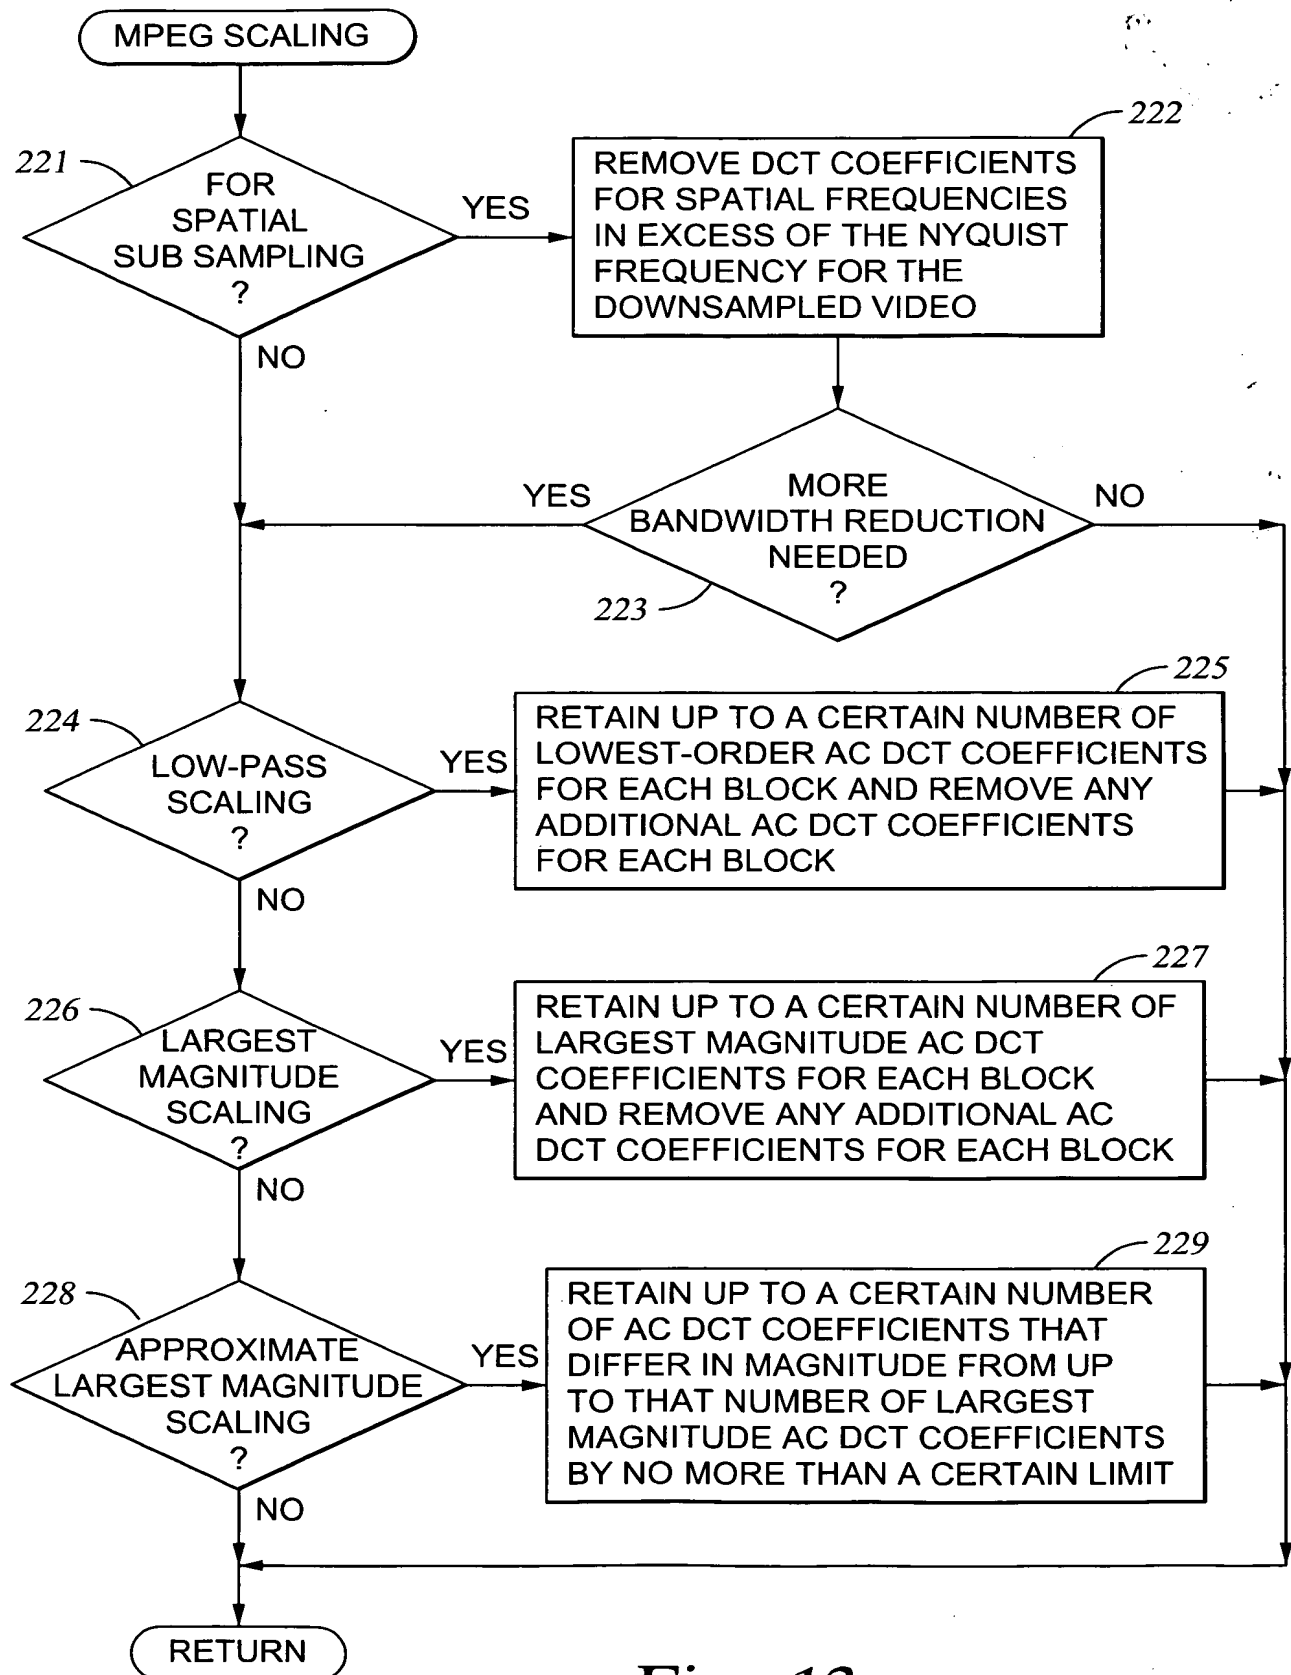 MPEG SCALING
221
FOR
SPATIAL
SUB SAMPLING
?
YES
NO
222
REMOVE DCT COEFFICIENTS
FOR SPATIAL FREQUENCIES
IN EXCESS OF THE NYQUIST
FREQUENCY FOR THE
DOWNSAMPLED VIDEO
YES
MORE
BANDWIDTH REDUCTION
NEEDED
?
NO
223
224
LOW-PASS
SCALING
?
YES
NO
225
RETAIN UP TO A CERTAIN NUMBER OF
LOWEST-ORDER AC DCT COEFFICIENTS
FOR EACH BLOCK AND REMOVE ANY
ADDITIONAL AC DCT COEFFICIENTS
FOR EACH BLOCK
226
LARGEST
MAGNITUDE
SCALING
?
YES
NO
227
RETAIN UP TO A CERTAIN NUMBER OF
LARGEST MAGNITUDE AC DCT
COEFFICIENTS FOR EACH BLOCK
AND REMOVE ANY ADDITIONAL AC
DCT COEFFICIENTS FOR EACH BLOCK
228
APPROXIMATE
LARGEST MAGNITUDE
SCALING
?
YES
NO
229
RETAIN UP TO A CERTAIN NUMBER
OF AC DCT COEFFICIENTS THAT
DIFFER IN MAGNITUDE FROM UP
TO THAT NUMBER OF LARGEST
MAGNITUDE AC DCT COEFFICIENTS
BY NO MORE THAN A CERTAIN LIMIT
RETURN